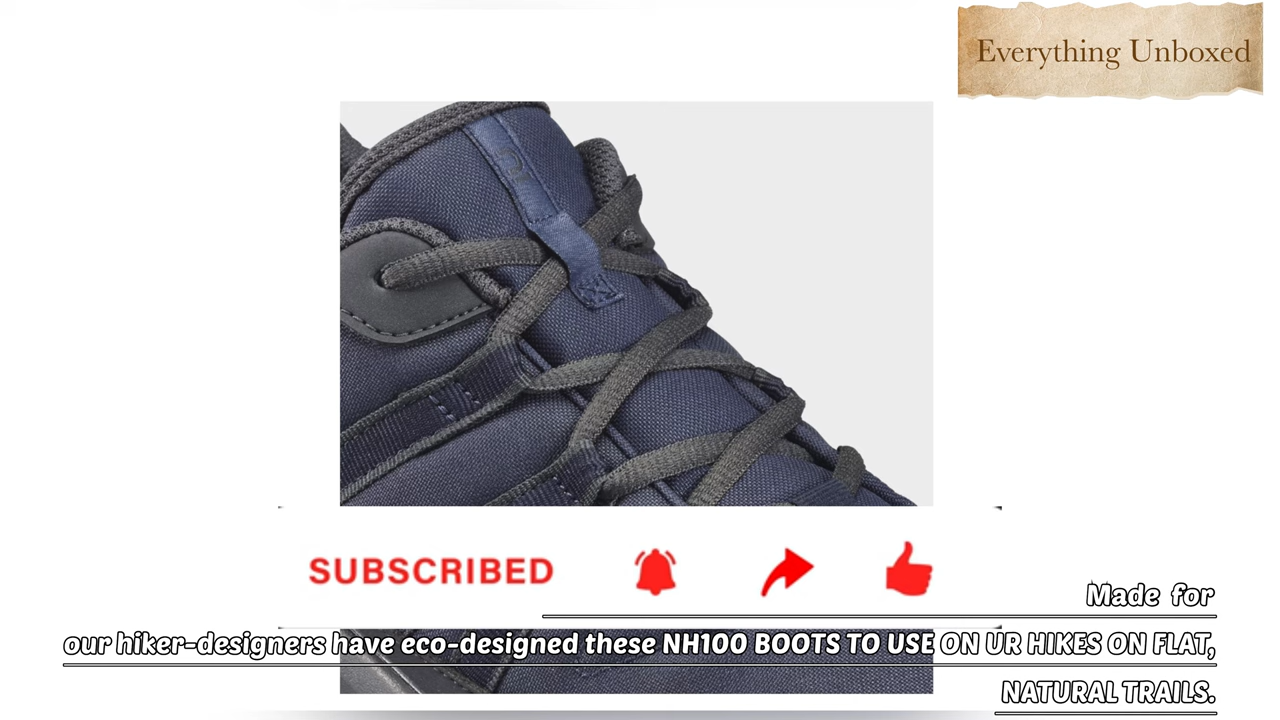 Everything Unboxed
SUBSCRIBED
Made for
our hiker-designers have eco-designed these NH100 BOOTS TO USE ON UR HIKES ON FLAT,
NATURAL TRAILS.